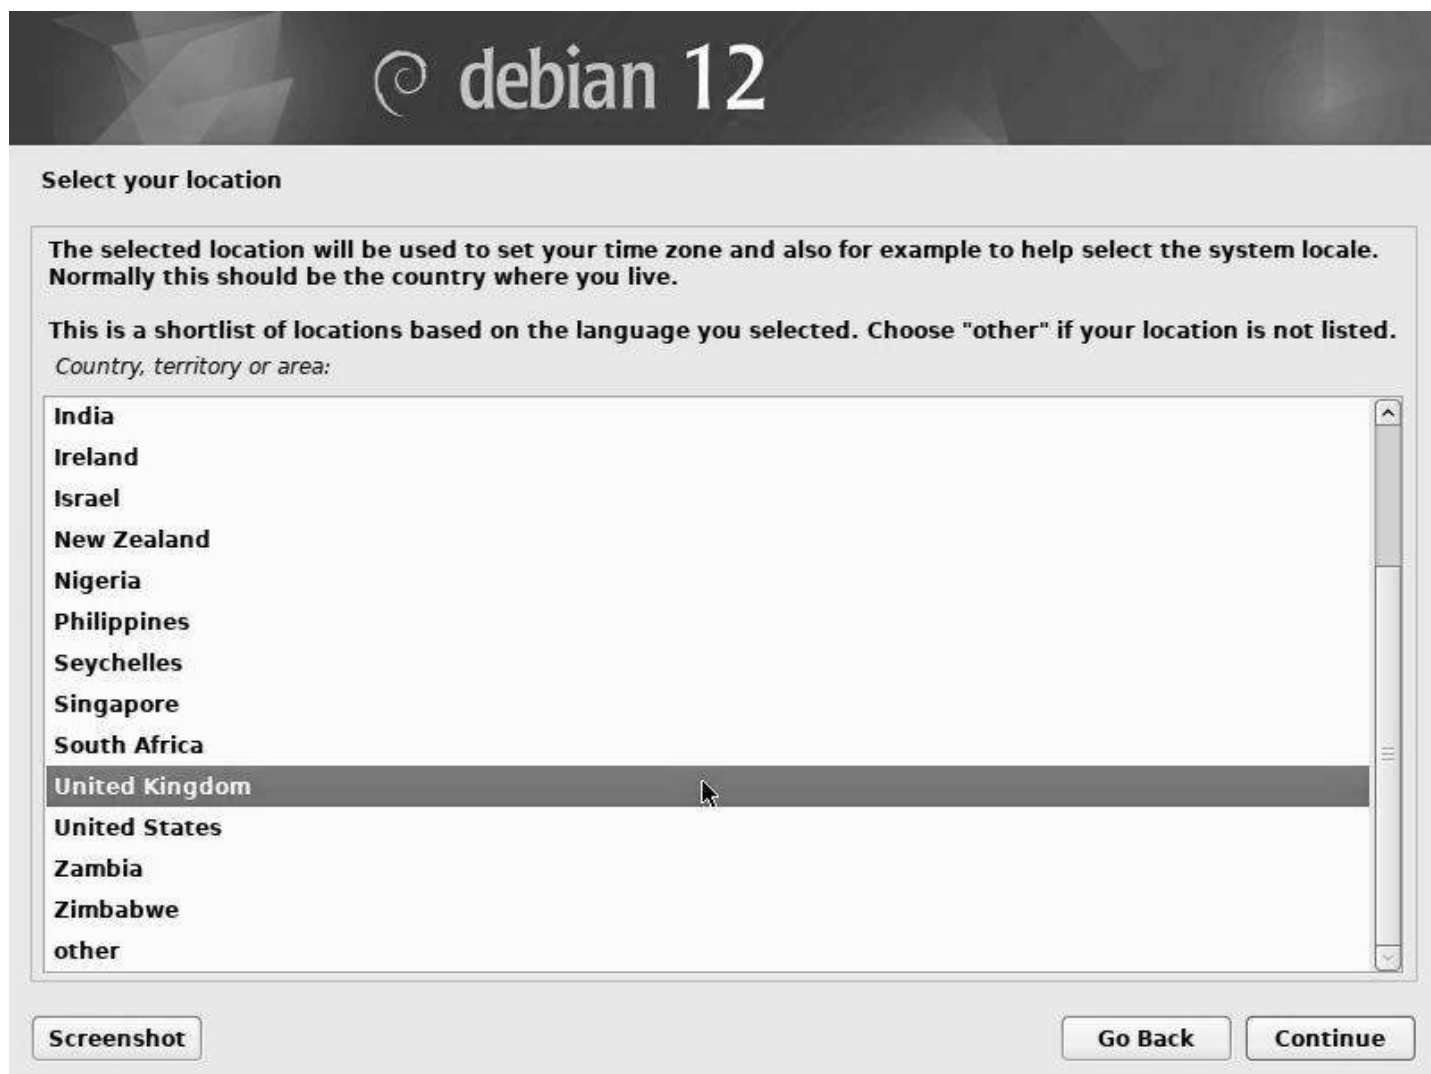 debian 12
Select your location
The selected location will be used to set your time zone and also for example to help select the system locale.
Normally this should be the country where you live.
This is a shortlist of locations based on the language you selected. Choose "other" if your location is not listed.
Country, territory or area:
India
Ireland
Israel
New Zealand
Nigeria
Philippines
Seychelles
Singapore
South Africa
United Kingdom
United States
Zambia
Zimbabwe
other
Screenshot
Go Back
Continue